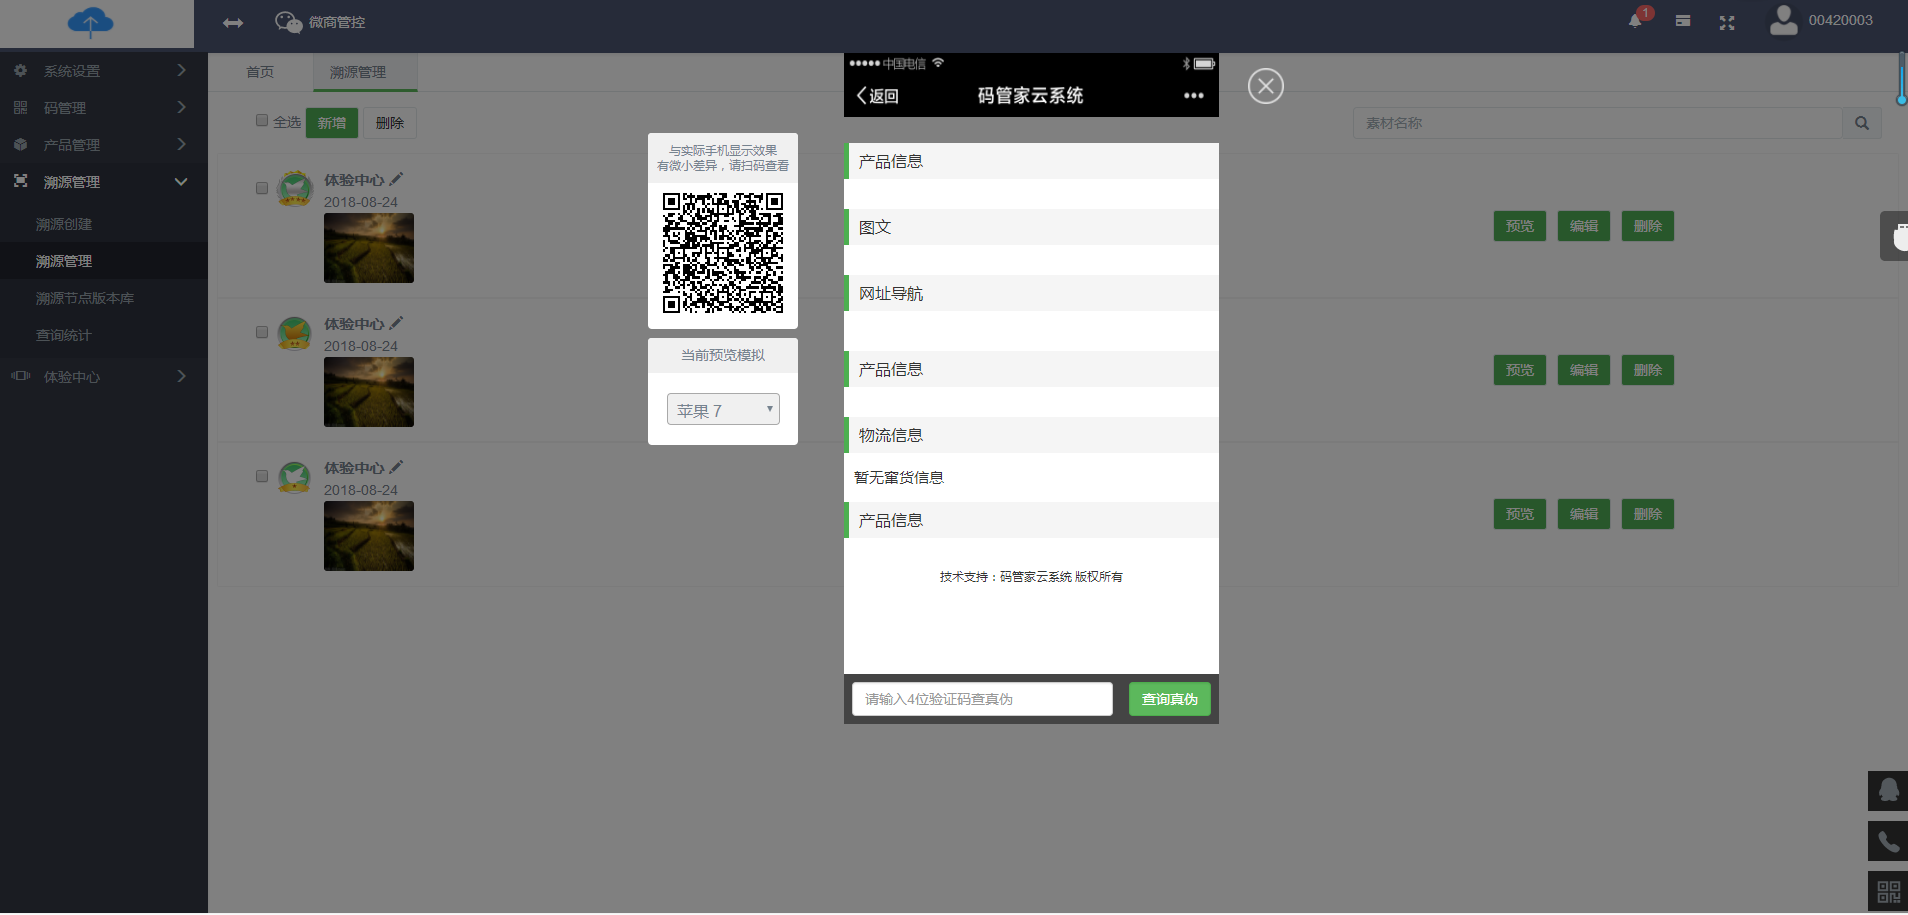 微商管控
1
00420003
系统设置
码管理
产品管理
溯源管理
溯源创建
溯源管理
溯源节点版本库
查询统计
体验中心
首页
溯源管理
全选
新增
删除
素材名称
体验中心
2018-08-24
预览
编辑
删除
体验中心
2018-08-24
预览
编辑
删除
体验中心
2018-08-24
预览
编辑
删除
与实际手机显示效果
有微小差异，请扫码查看
当前预览模拟
苹果 7
中国电信
返回
码管家云系统
产品信息
图文
网址导航
产品信息
物流信息
暂无窜货信息
产品信息
技术支持：码管家云系统 版权所有
请输入4位验证码查真伪
查询真伪